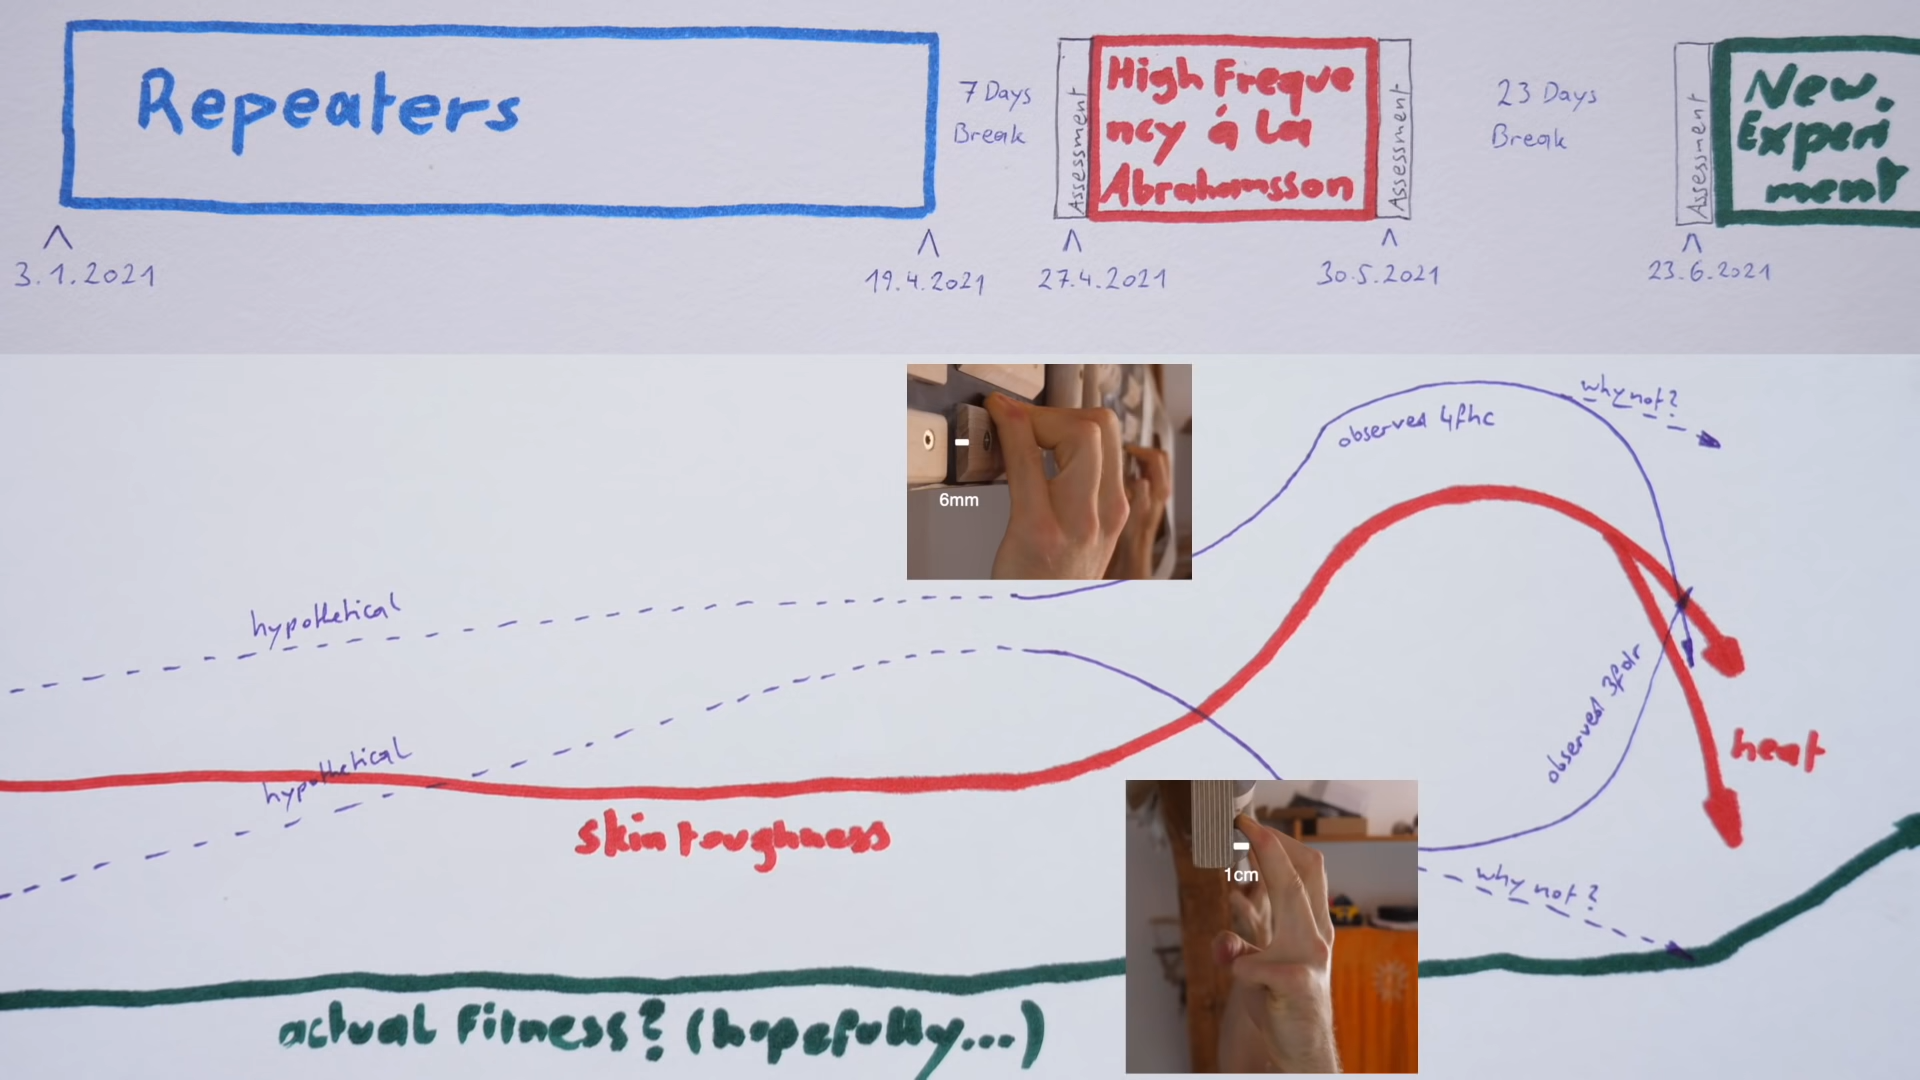 Repeaters
7 Days
Break
Assessment
High Freque
ncy á la
Abrahamsson
Assessment
23 Days
Break
Assessment
New.
Experi
ment
3.1.2021
19.4.2021
27.4.2021
30.5.2021
23.6.2021
why not?
observed 4fhc
6mm
hypothetical
observed 3fdr
hypothetical
heat
skin toughness
1cm
why not?
actual Fitness? (hopefully...)